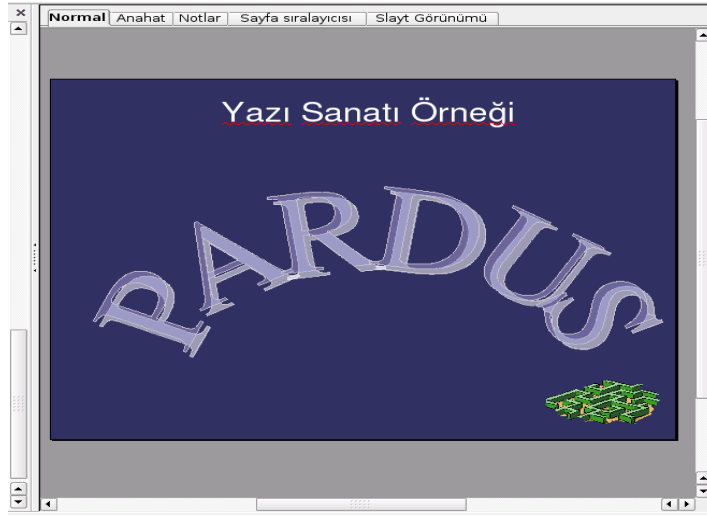 Normal Anahat Notlar Sayfa sıralayıcısı Slayt Görünümü
Yazı Sanatı Örneği
PARDUS